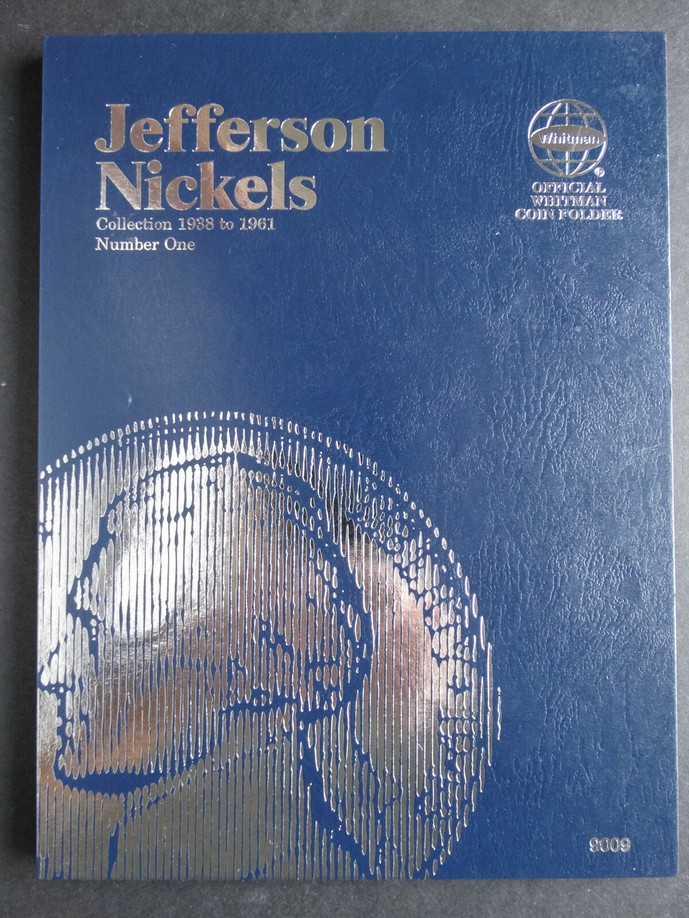 Jefferson
Nickels
Collection 1938 to 1961
Number One
Whitman
®
OFFICIAL
WHITMAN
COIN FOLDER
9009